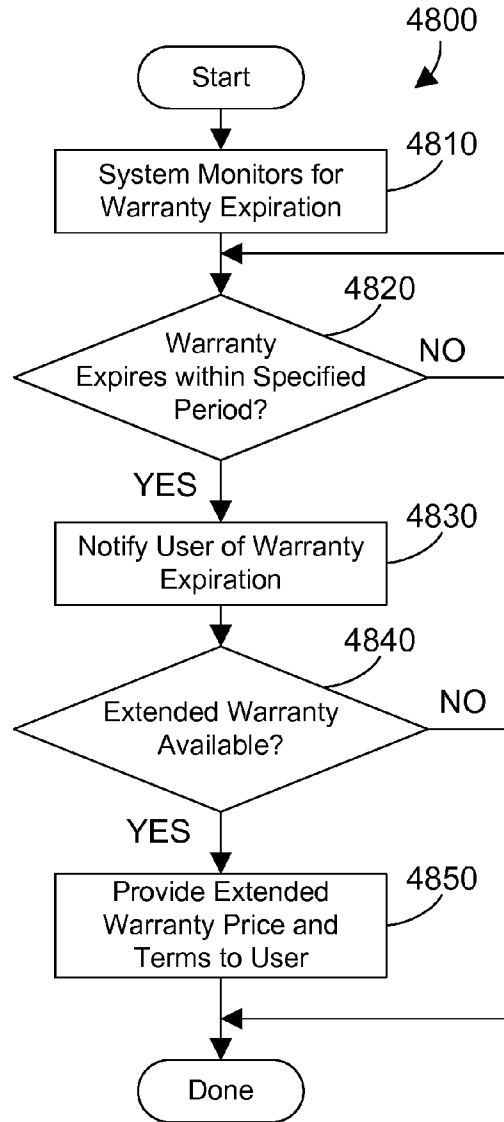 4800
Start
4810
System Monitors for
Warranty Expiration
4820
Warranty
Expires within Specified
Period?
NO
YES
4830
Notify User of Warranty
Expiration
4840
Extended Warranty
Available?
NO
YES
4850
Provide Extended
Warranty Price and
Terms to User
Done